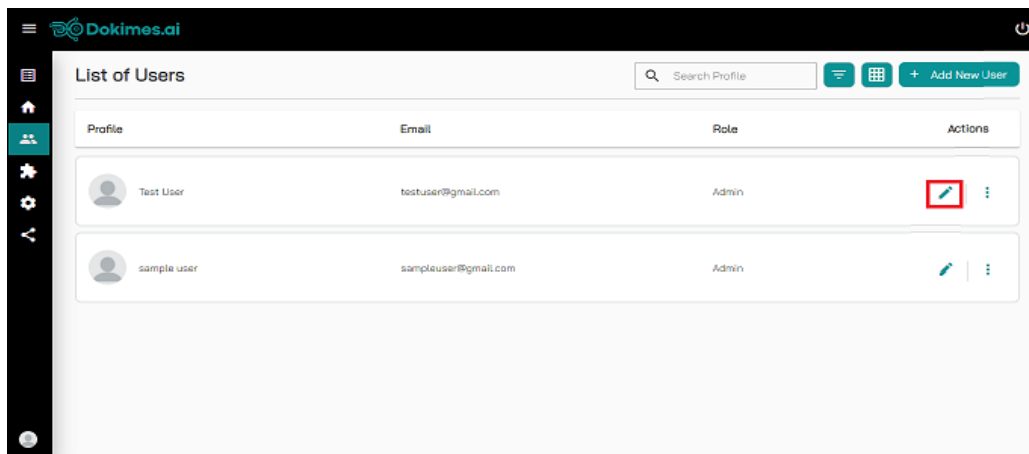 Dokimes.ai
List of Users
Search Profile
+ Add New User
Profile Email Role Actions
Test User testuser@gmail.com Admin
sample user sampleuser@gmail.com Admin